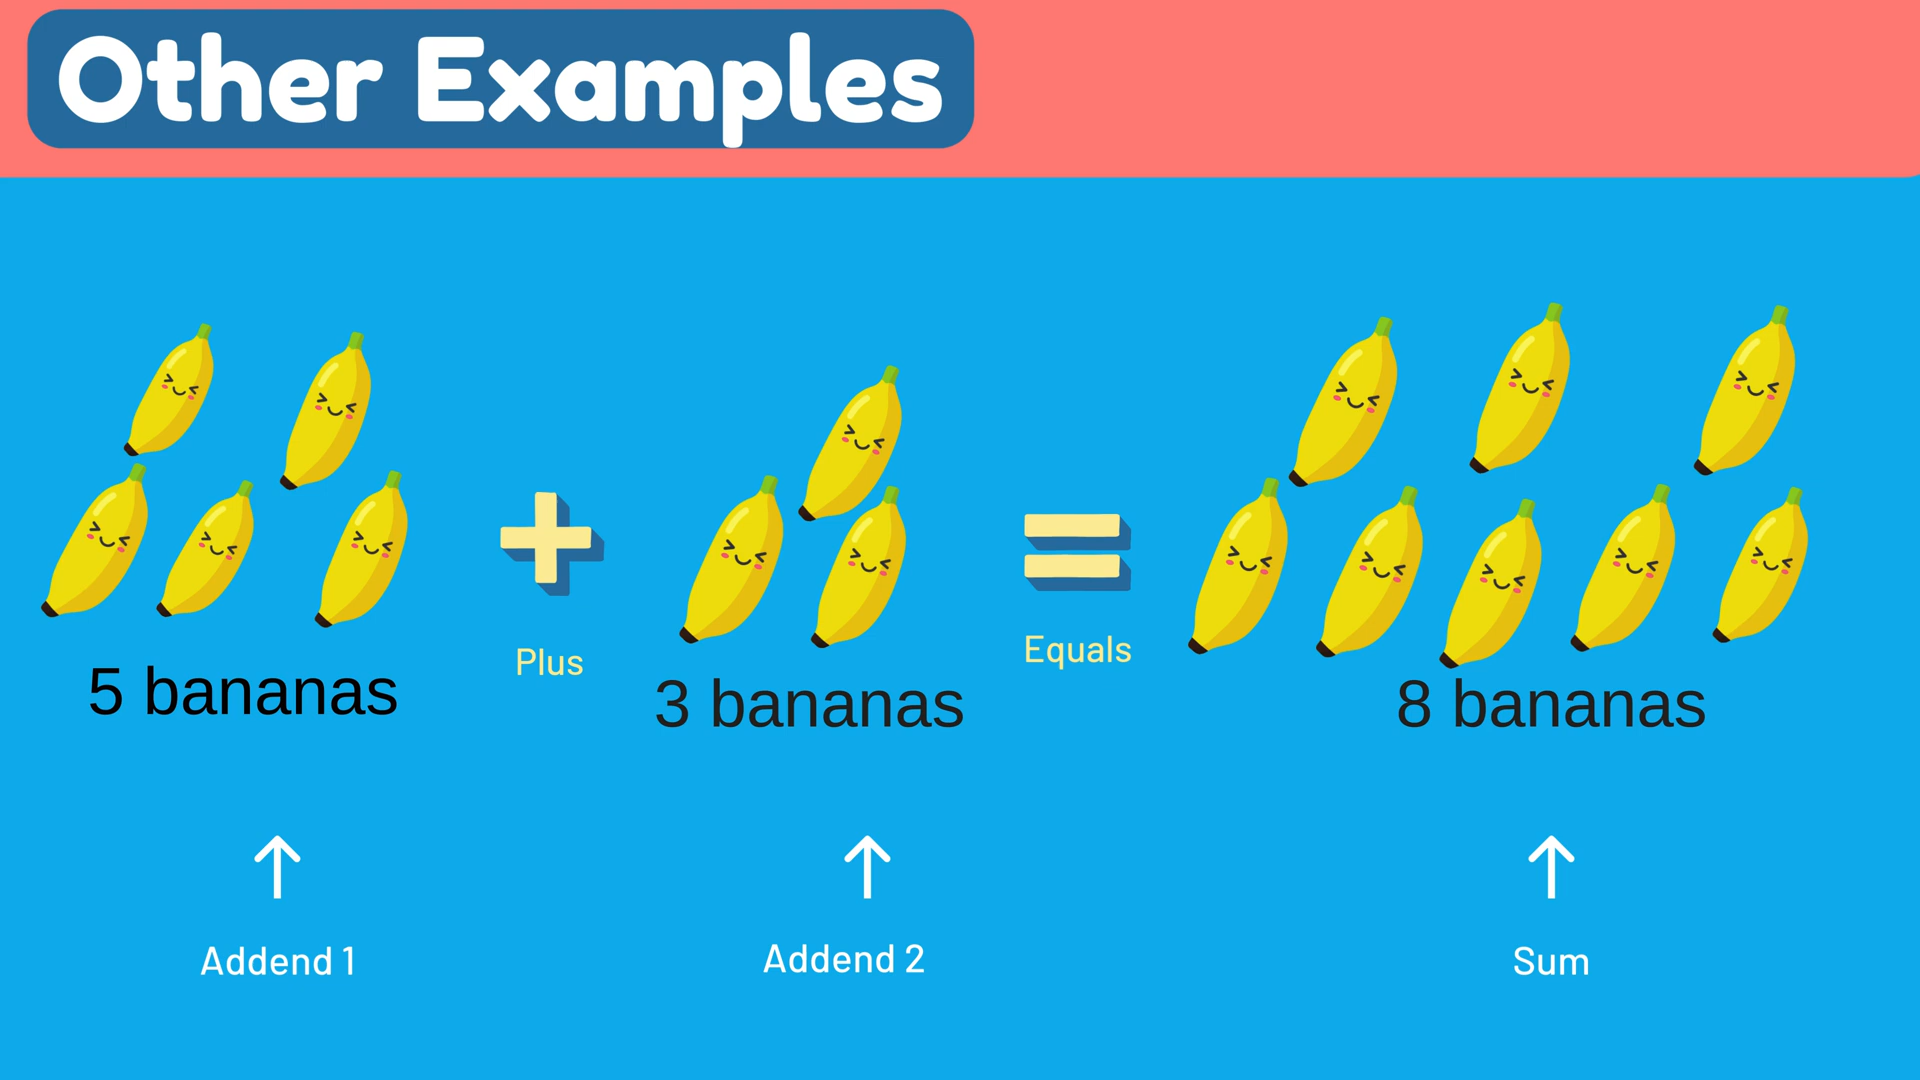 Other Examples
5 bananas
Plus
3 bananas
Equals
8 bananas
Addend 1
Addend 2
Sum